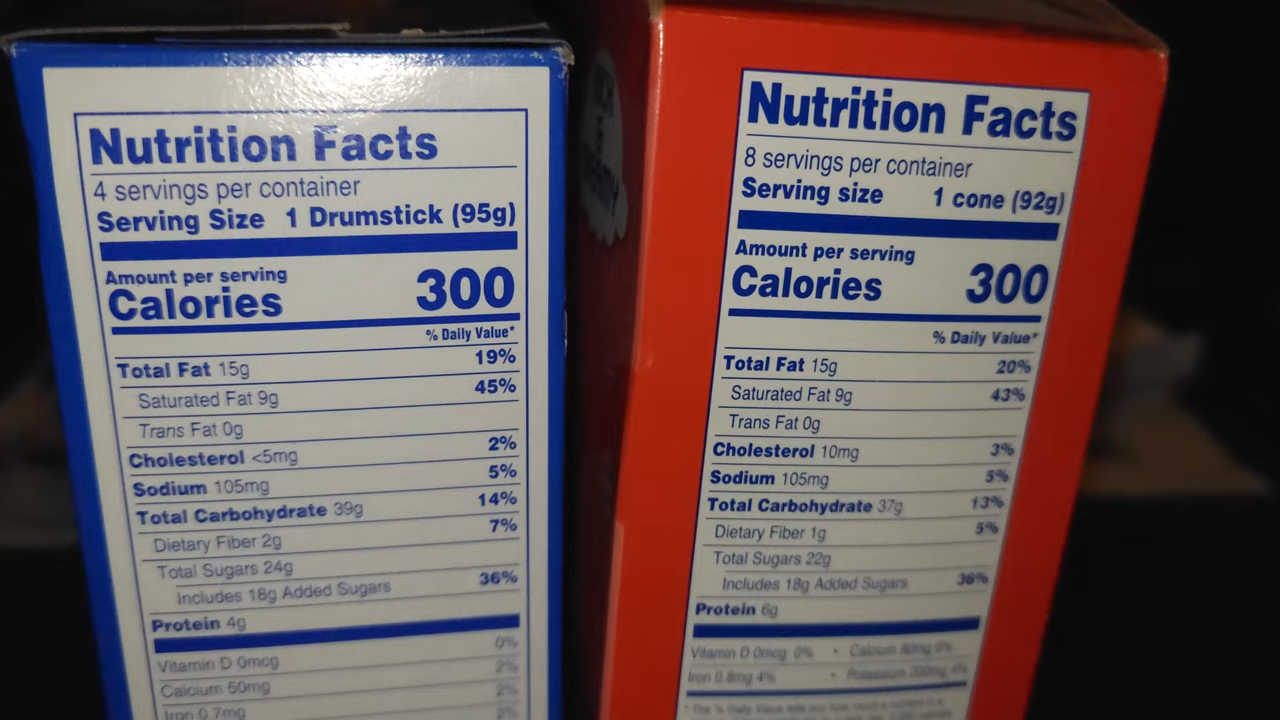 Nutrition Facts
4 servings per container
Serving Size 1 Drumstick (95g)
Amount per serving
Calories 300
% Daily Value*
Total Fat 15g 19%
Saturated Fat 9g 45%
Trans Fat 0g
Cholesterol <5mg 2%
Sodium 105mg 5%
Total Carbohydrate 39g 14%
Dietary Fiber 2g 7%
Total Sugars 24g
Includes 18g Added Sugars 36%
Protein 4g
Vitamin D 0mcg 0%
Calcium 50mg 2%
Iron 0.7mg 2%
Nutrition Facts
8 servings per container
Serving size 1 cone (92g)
Amount per serving
Calories 300
% Daily Value*
Total Fat 15g 20%
Saturated Fat 9g 43%
Trans Fat 0g
Cholesterol 10mg 3%
Sodium 105mg 5%
Total Carbohydrate 37g 13%
Dietary Fiber 1g 5%
Total Sugars 22g
Includes 18g Added Sugars 36%
Protein 6g
Vitamin D 0mcg 0% • Calcium 80mg 6%
Iron 0.8mg 4% • Potassium 200mg 4%